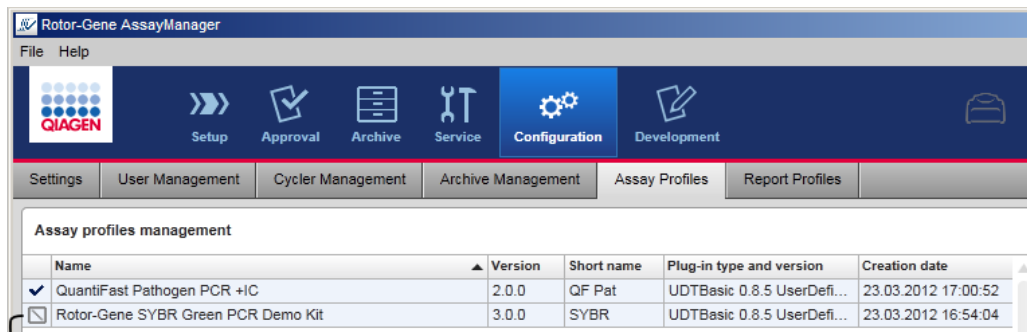 Rotor-Gene AssayManager
File Help
QIAGEN
Setup Approval Archive Service Configuration Development
Settings User Management Cycler Management Archive Management Assay Profiles Report Profiles
Assay profiles management
Name Version Short name Plug-in type and version Creation date
QuantiFast Pathogen PCR +IC 2.0.0 QF Pat UDTBasic 0.8.5 UserDefi... 23.03.2012 17:00:52
Rotor-Gene SYBR Green PCR Demo Kit 3.0.0 SYBR UDTBasic 0.8.5 UserDefi... 23.03.2012 16:54:04